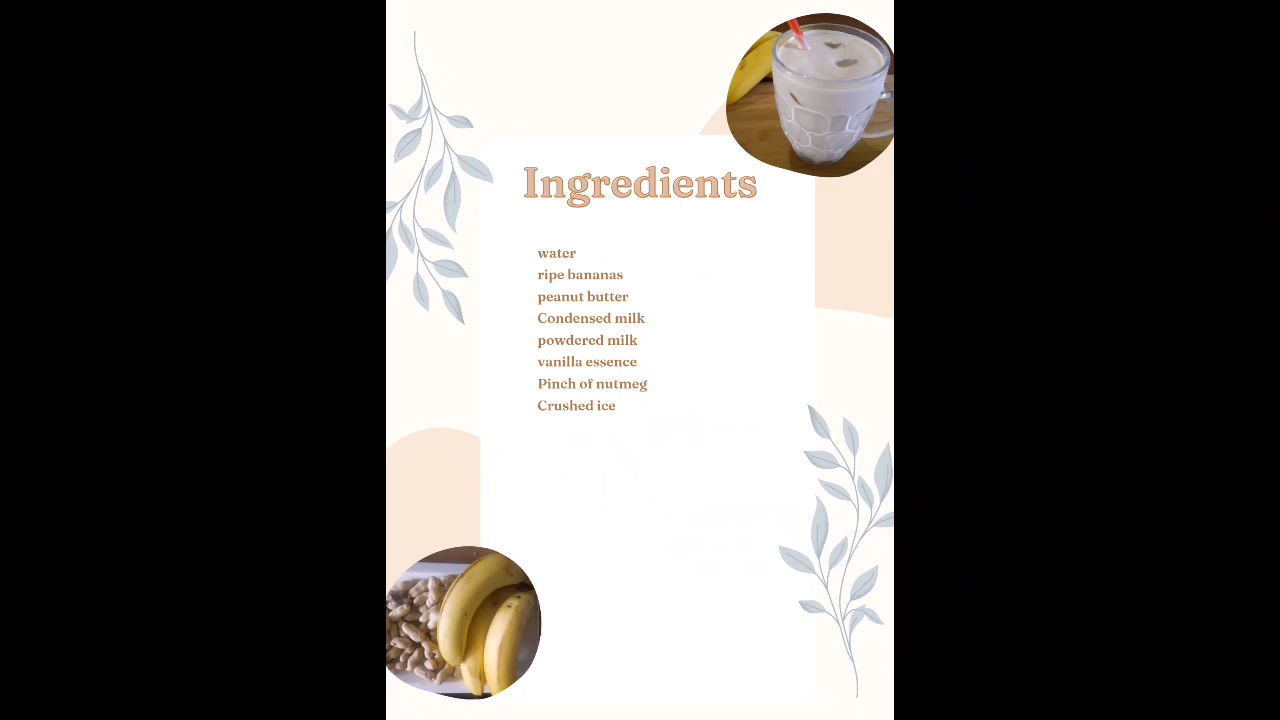 Ingredients
water
ripe bananas
peanut butter
Condensed milk
powdered milk
vanilla essence
Pinch of nutmeg
Crushed ice